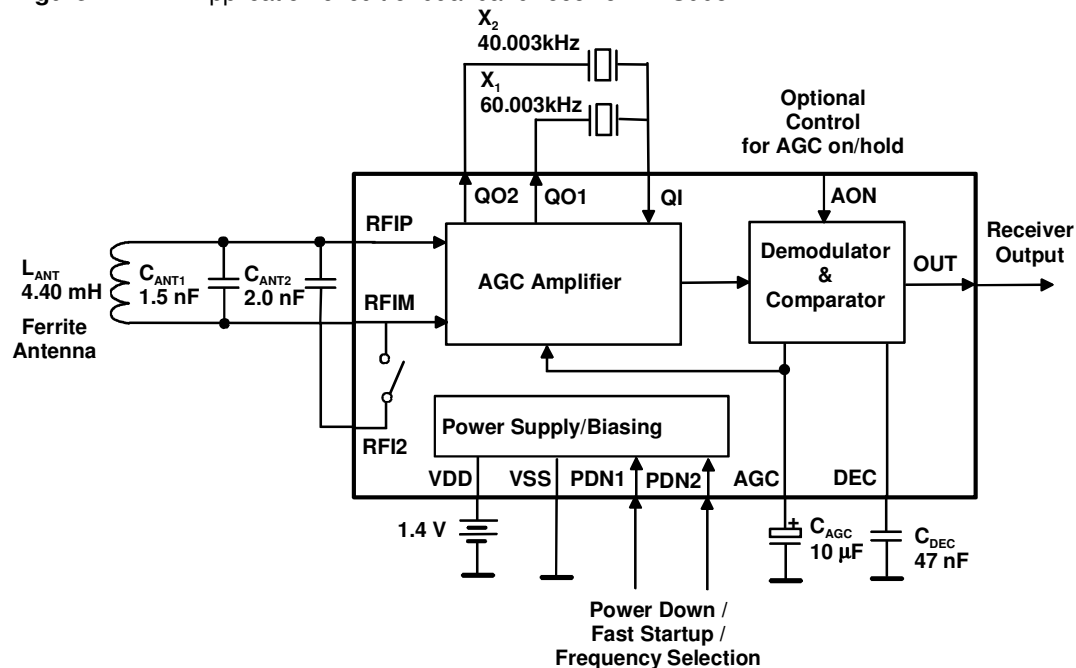 X2
40.003kHz
X1
60.003kHz
Optional
Control
for AGC on/hold
QO2
QO1
QI
AON
RFIP
AGC Amplifier
Demodulator
&
Comparator
OUT
Receiver
Output
LANT
4.40 mH
Ferrite
Antenna
CANT1
1.5 nF
CANT2
2.0 nF
RFIM
RFI2
Power Supply/Biasing
VDD
VSS
PDN1
PDN2
AGC
DEC
1.4 V
+
CAGC
10 µF
CDEC
47 nF
Power Down /
Fast Startup /
Frequency Selection